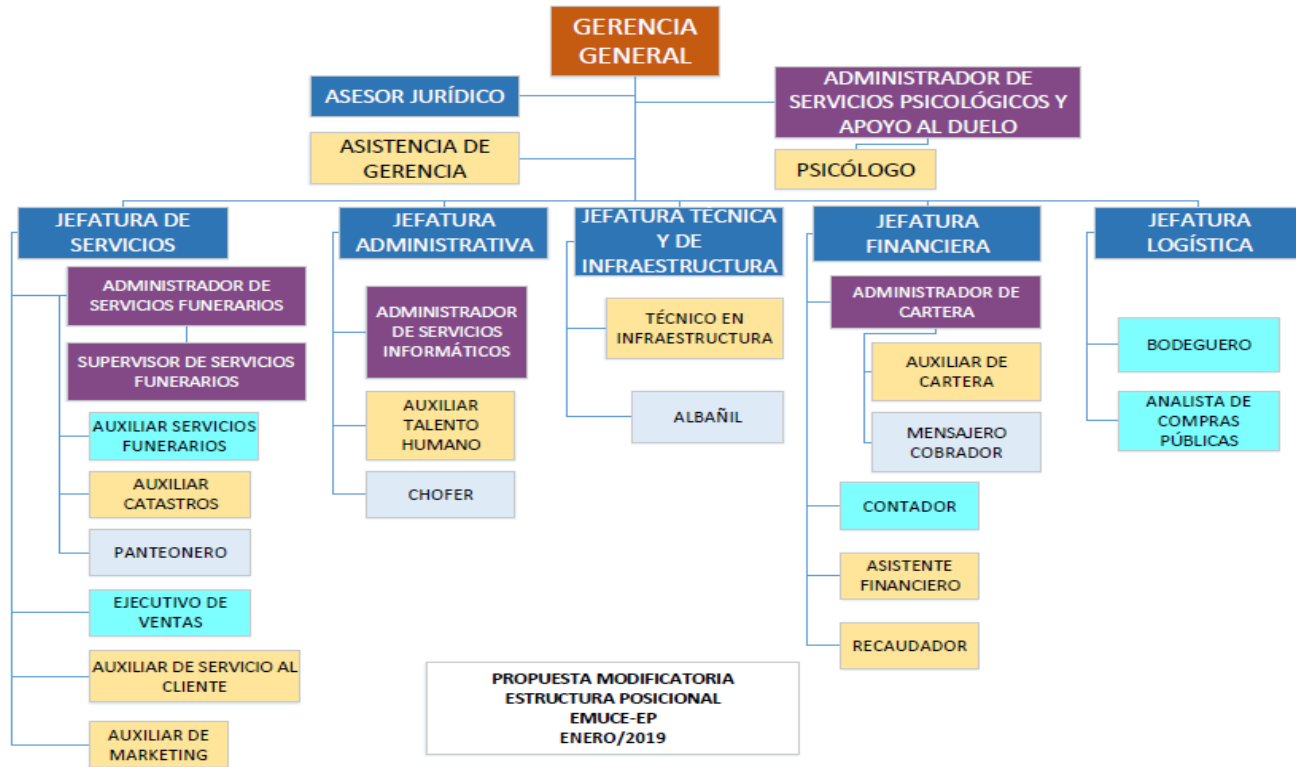 GERENCIA
GENERAL
ASESOR JURÍDICO
ADMINISTRADOR DE
SERVICIOS PSICOLÓGICOS Y
APOYO AL DUELO
ASISTENCIA DE
GERENCIA
PSICÓLOGO
JEFATURA DE
SERVICIOS
ADMINISTRADOR DE
SERVICIOS FUNERARIOS
SUPERVISOR DE SERVICIOS
FUNERARIOS
AUXILIAR SERVICIOS
FUNERARIOS
AUXILIAR
CATASTROS
PANTEONERO
EJECUTIVO DE
VENTAS
AUXILIAR DE SERVICIO AL
CLIENTE
AUXILIAR DE
MARKETING
JEFATURA
ADMINISTRATIVA
ADMINISTRADOR
DE SERVICIOS
INFORMÁTICOS
AUXILIAR
TALENTO
HUMANO
CHOFER
JEFATURA TÉCNICA
Y DE
INFRAESTRUCTURA
TÉCNICO EN
INFRAESTRUCTURA
ALBAÑIL
JEFATURA
FINANCIERA
ADMINISTRADOR DE
CARTERA
AUXILIAR DE
CARTERA
MENSAJERO
COBRADOR
CONTADOR
ASISTENTE
FINANCIERO
RECAUDADOR
JEFATURA
LOGÍSTICA
BODEGUERO
ANALISTA DE
COMPRAS
PÚBLICAS
PROPUESTA MODIFICATORIA
ESTRUCTURA POSICIONAL
EMUCE-EP
ENERO/2019